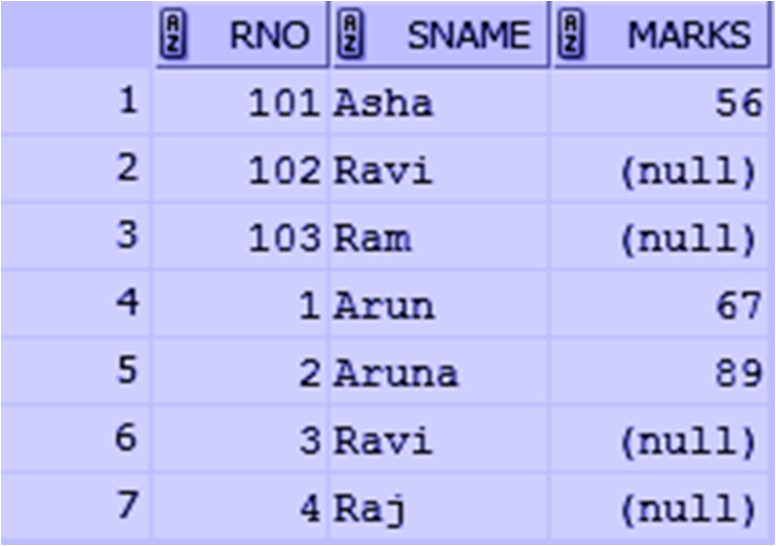 RNO SNAME MARKS
1 101 Asha 56
2 102 Ravi (null)
3 103 Ram (null)
4 1 Arun 67
5 2 Aruna 89
6 3 Ravi (null)
7 4 Raj (null)